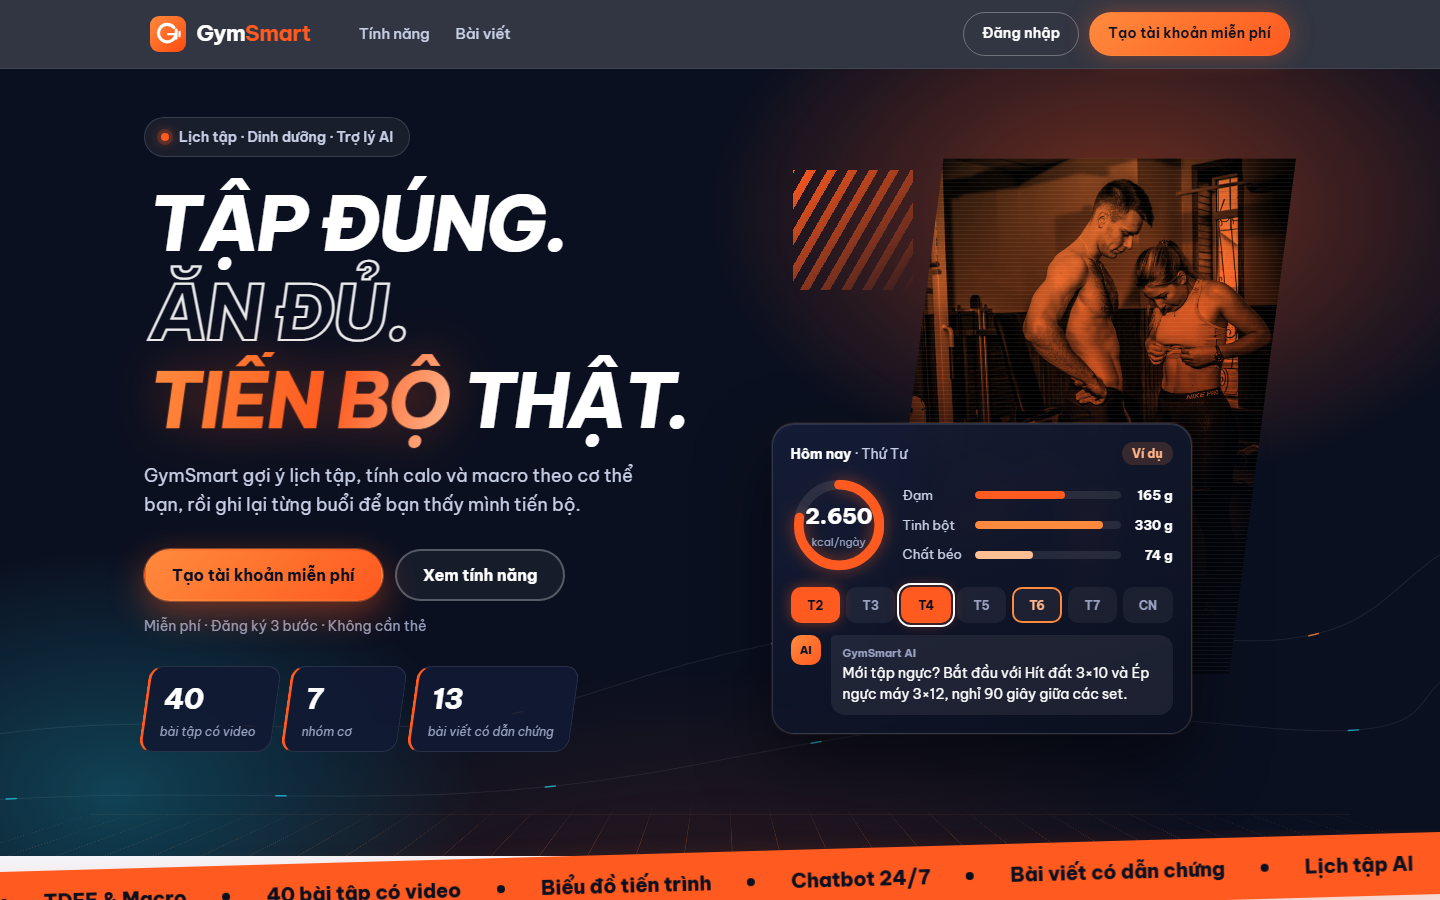 GymSmart
Tính năng
Bài viết
Đăng nhập
Tạo tài khoản miễn phí
Lịch tập · Dinh dưỡng · Trợ lý AI
TẬP ĐÚNG.
ĂN ĐỦ.
TIẾN BỘ THẬT.
GymSmart gợi ý lịch tập, tính calo và macro theo cơ thể
bạn, rồi ghi lại từng buổi để bạn thấy mình tiến bộ.
Tạo tài khoản miễn phí
Xem tính năng
Miễn phí · Đăng ký 3 bước · Không cần thẻ
40
bài tập có video
7
nhóm cơ
13
bài viết có dẫn chứng
NIKE PRO
Hôm nay · Thứ Tư
Ví dụ
2.650
kcal/ngày
Đạm 165 g
Tinh bột 330 g
Chất béo 74 g
T2 T3 T4 T5 T6 T7 CN
AI
GymSmart AI
Mới tập ngực? Bắt đầu với Hít đất 3×10 và Ép
ngực máy 3×12, nghỉ 90 giây giữa các set.
TDEE & Macro • 40 bài tập có video • Biểu đồ tiến trình • Chatbot 24/7 • Bài viết có dẫn chứng • Lịch tập AI